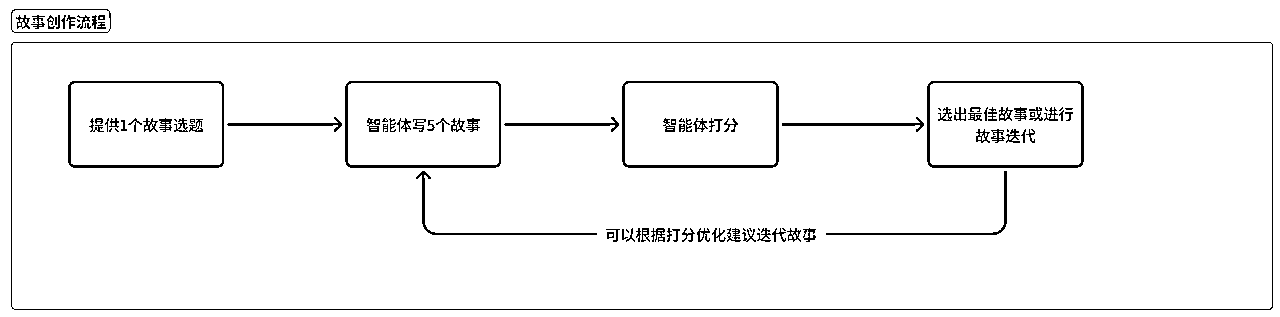 故事创作流程
提供1个故事选题
智能体写5个故事
智能体打分
选出最佳故事或进行
故事迭代
可以根据打分优化建议迭代故事